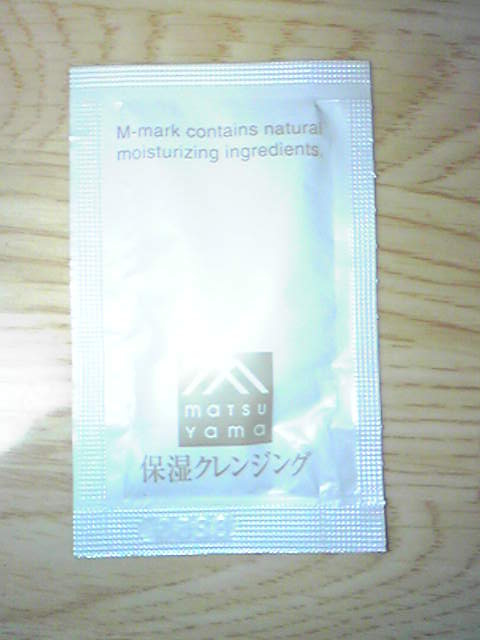 M-mark contains natural
moisturizing ingredients.
maTSU
Yama
保湿クレンジング